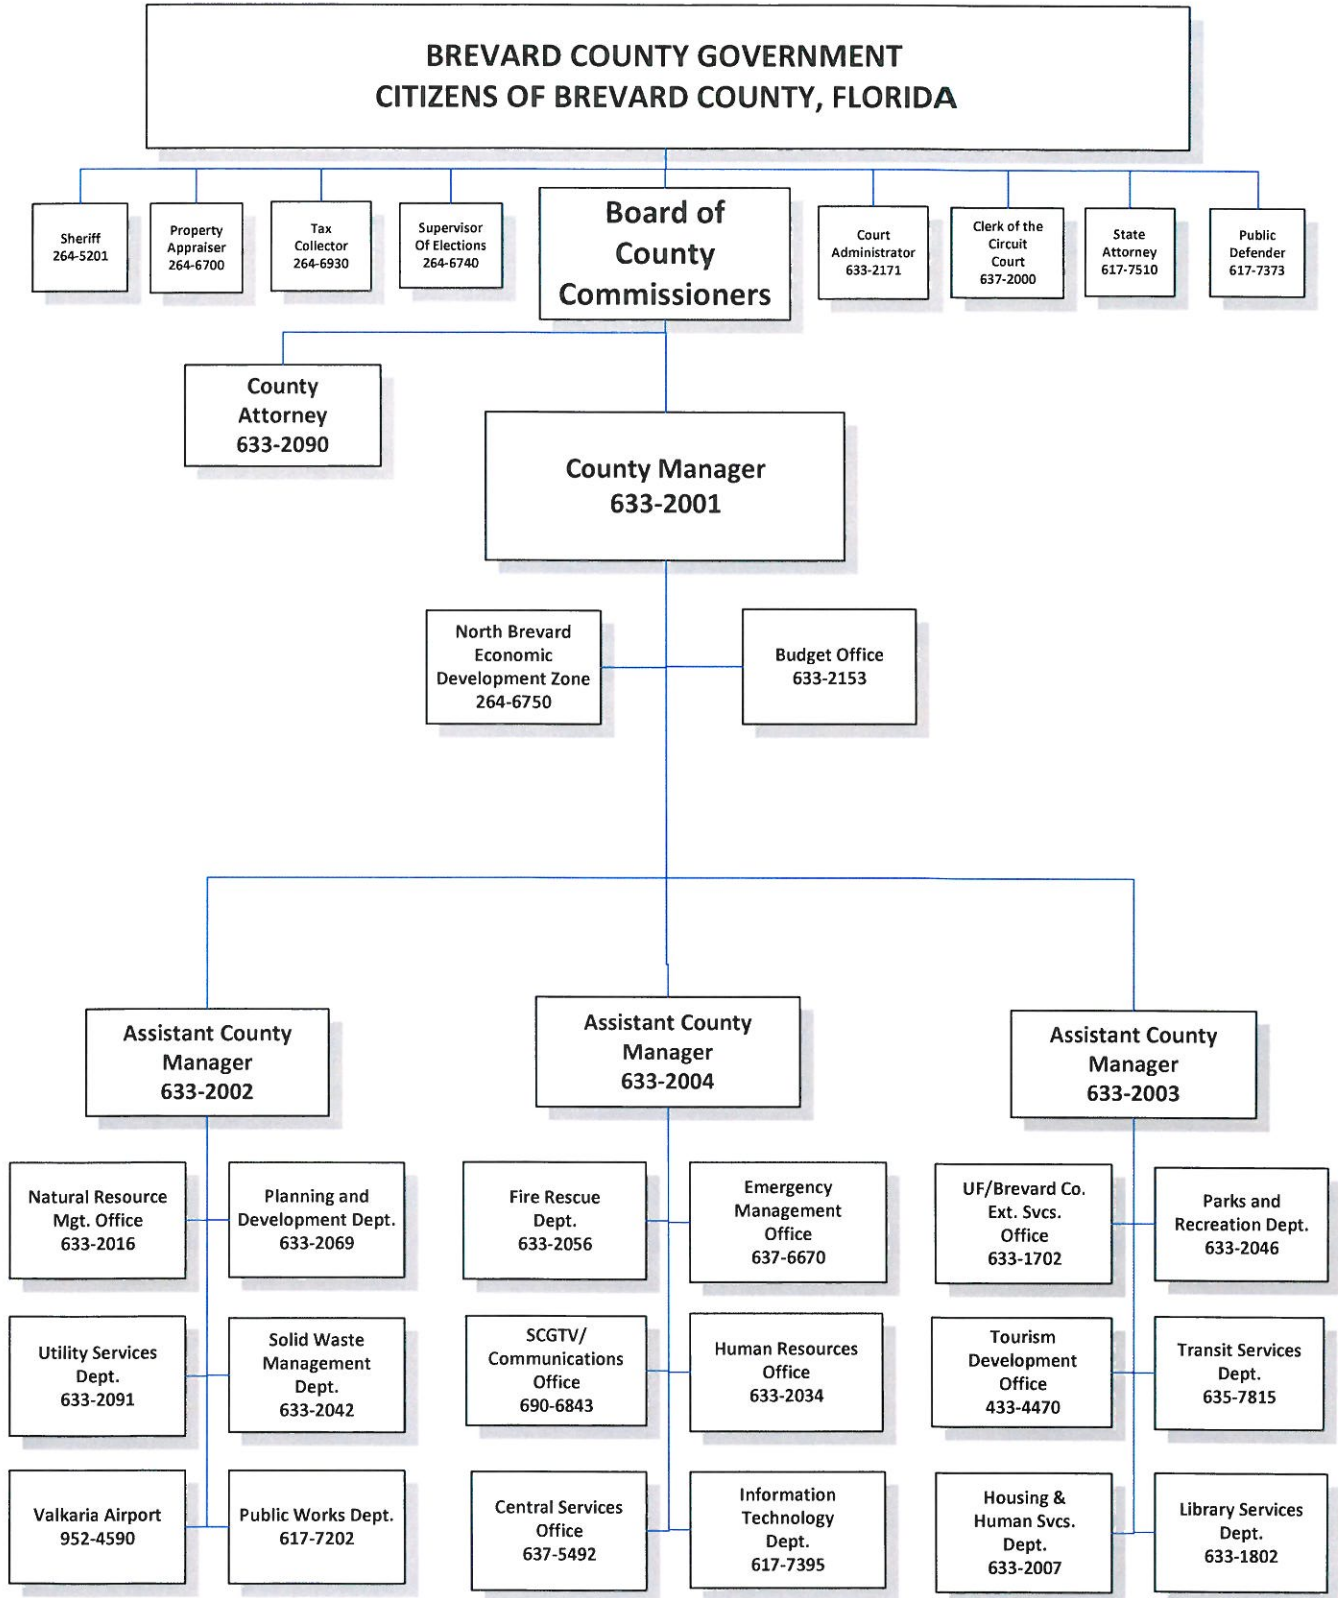 BREVARD COUNTY GOVERNMENT
CITIZENS OF BREVARD COUNTY, FLORIDA
Sheriff
264-5201
Property
Appraiser
264-6700
Tax
Collector
264-6930
Supervisor
Of Elections
264-6740
Board of
County
Commissioners
Court
Administrator
633-2171
Clerk of the
Circuit
Court
637-2000
State
Attorney
617-7510
Public
Defender
617-7373
County
Attorney
633-2090
County Manager
633-2001
North Brevard
Economic
Development Zone
264-6750
Budget Office
633-2153
Assistant County
Manager
633-2002
Assistant County
Manager
633-2004
Assistant County
Manager
633-2003
Natural Resource
Mgt. Office
633-2016
Planning and
Development Dept.
633-2069
Fire Rescue
Dept.
633-2056
Emergency
Management
Office
637-6670
UF/Brevard Co.
Ext. Svcs.
Office
633-1702
Parks and
Recreation Dept.
633-2046
Utility Services
Dept.
633-2091
Solid Waste
Management
Dept.
633-2042
SCGTV/
Communications
Office
690-6843
Human Resources
Office
633-2034
Tourism
Development
Office
433-4470
Transit Services
Dept.
635-7815
Valkaria Airport
952-4590
Public Works Dept.
617-7202
Central Services
Office
637-5492
Information
Technology
Dept.
617-7395
Housing &
Human Svcs.
Dept.
633-2007
Library Services
Dept.
633-1802